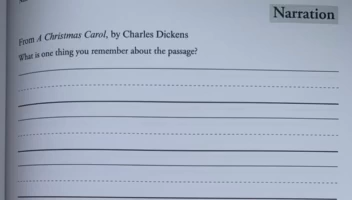 Narration
From A Christmas Carol, by Charles Dickens
What is one thing you remember about the passage?